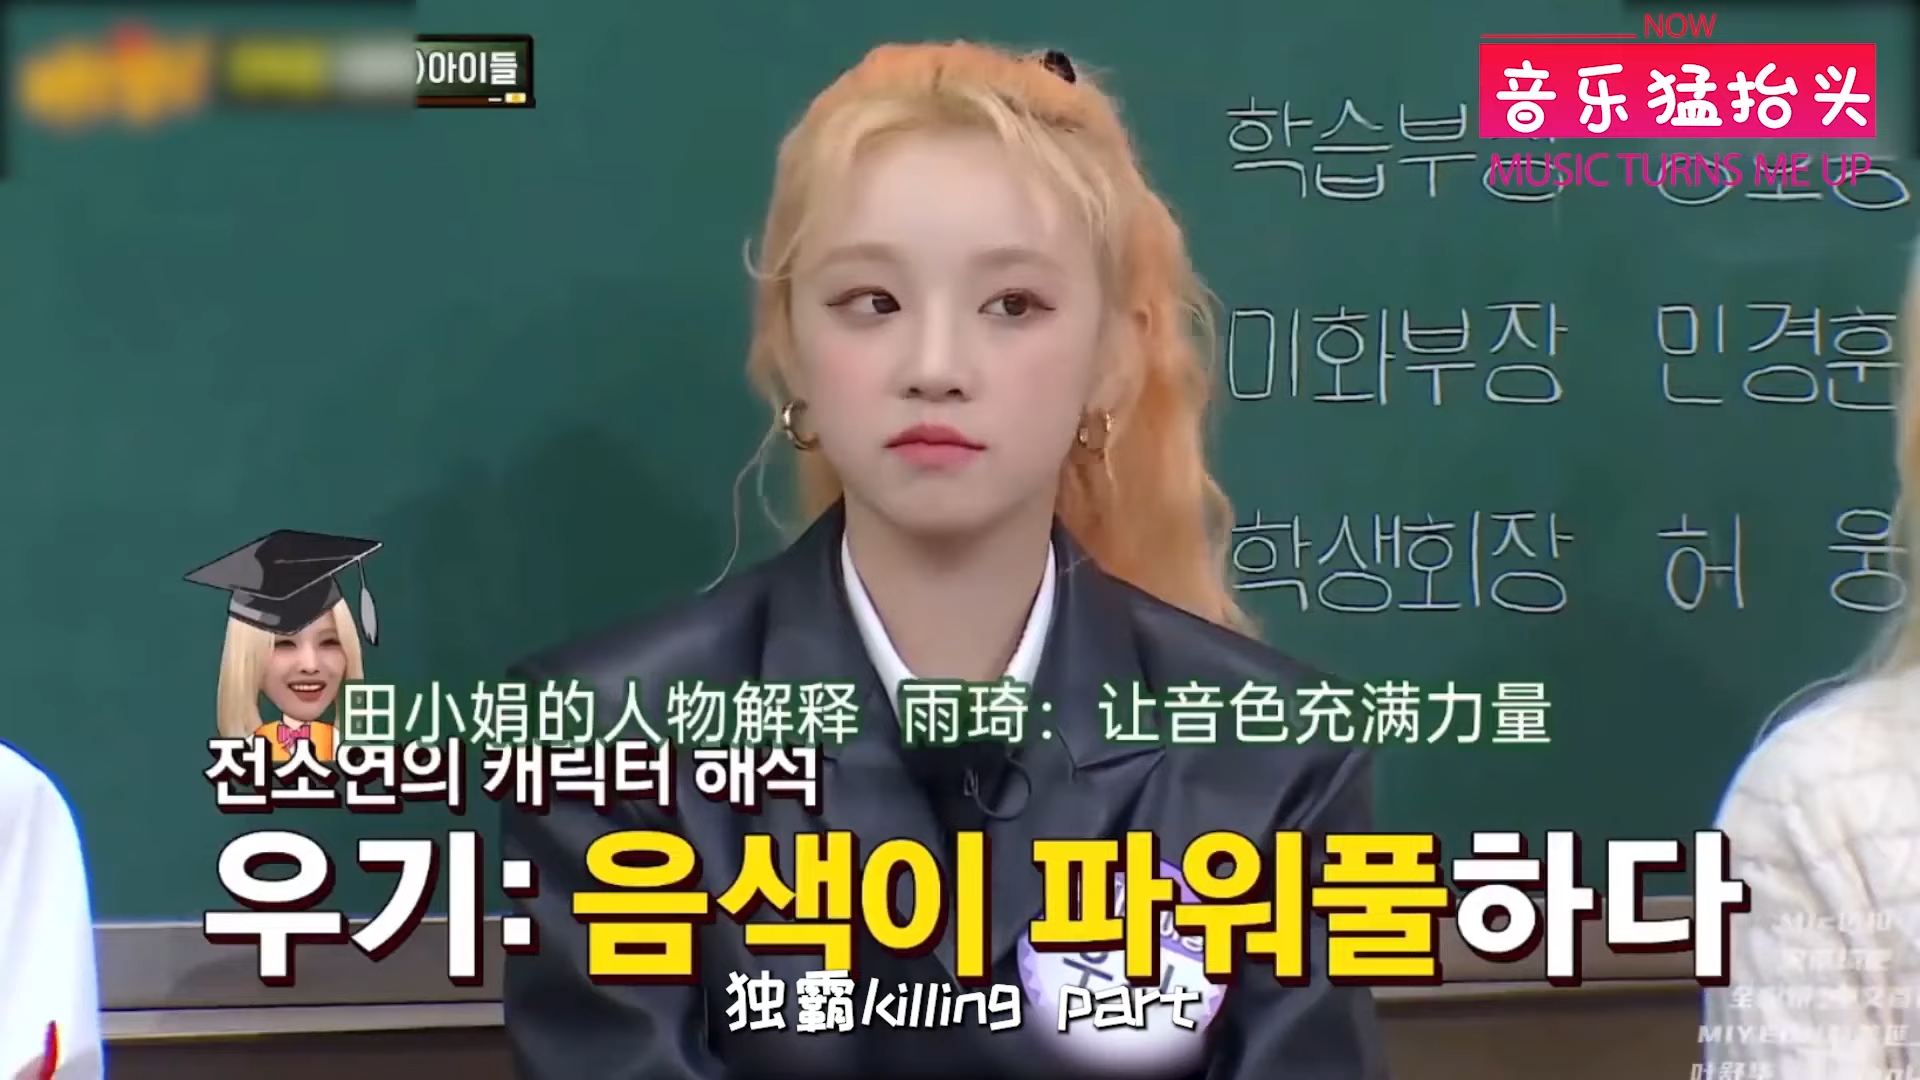 )아이들
NOW
音乐猛抬头
MUSIC TURNS ME UP
학습부장
미화부장 민경훈
학생회장 허웅
田小娟的人物解释 雨琦：让音色充满力量
전소연의 캐릭터 해석
우기: 음색이 파워풀하다
独霸killing part